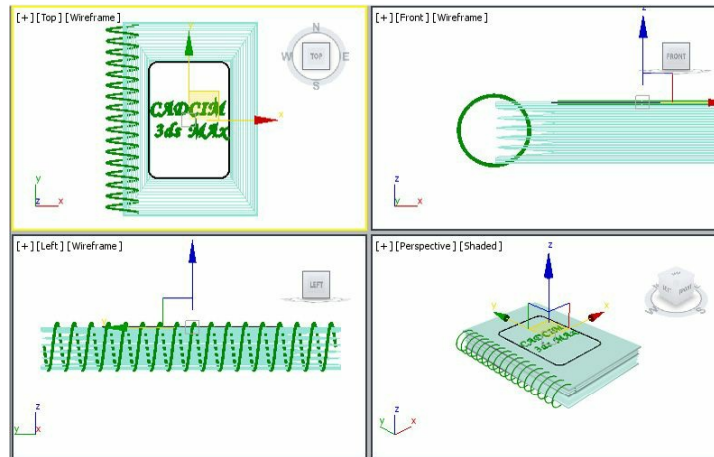 [+] [Top] [Wireframe]
N
W
TOP
E
S
y
x
CADCIM
3ds MAx
y
z
x
[+] [Front] [Wireframe]
z
FRONT
z
x
[+] [Left] [Wireframe]
LEFT
y
z
y
x
[+] [Perspective] [Shaded]
z
y
x
CADCIM
3ds MAx
z
y
x